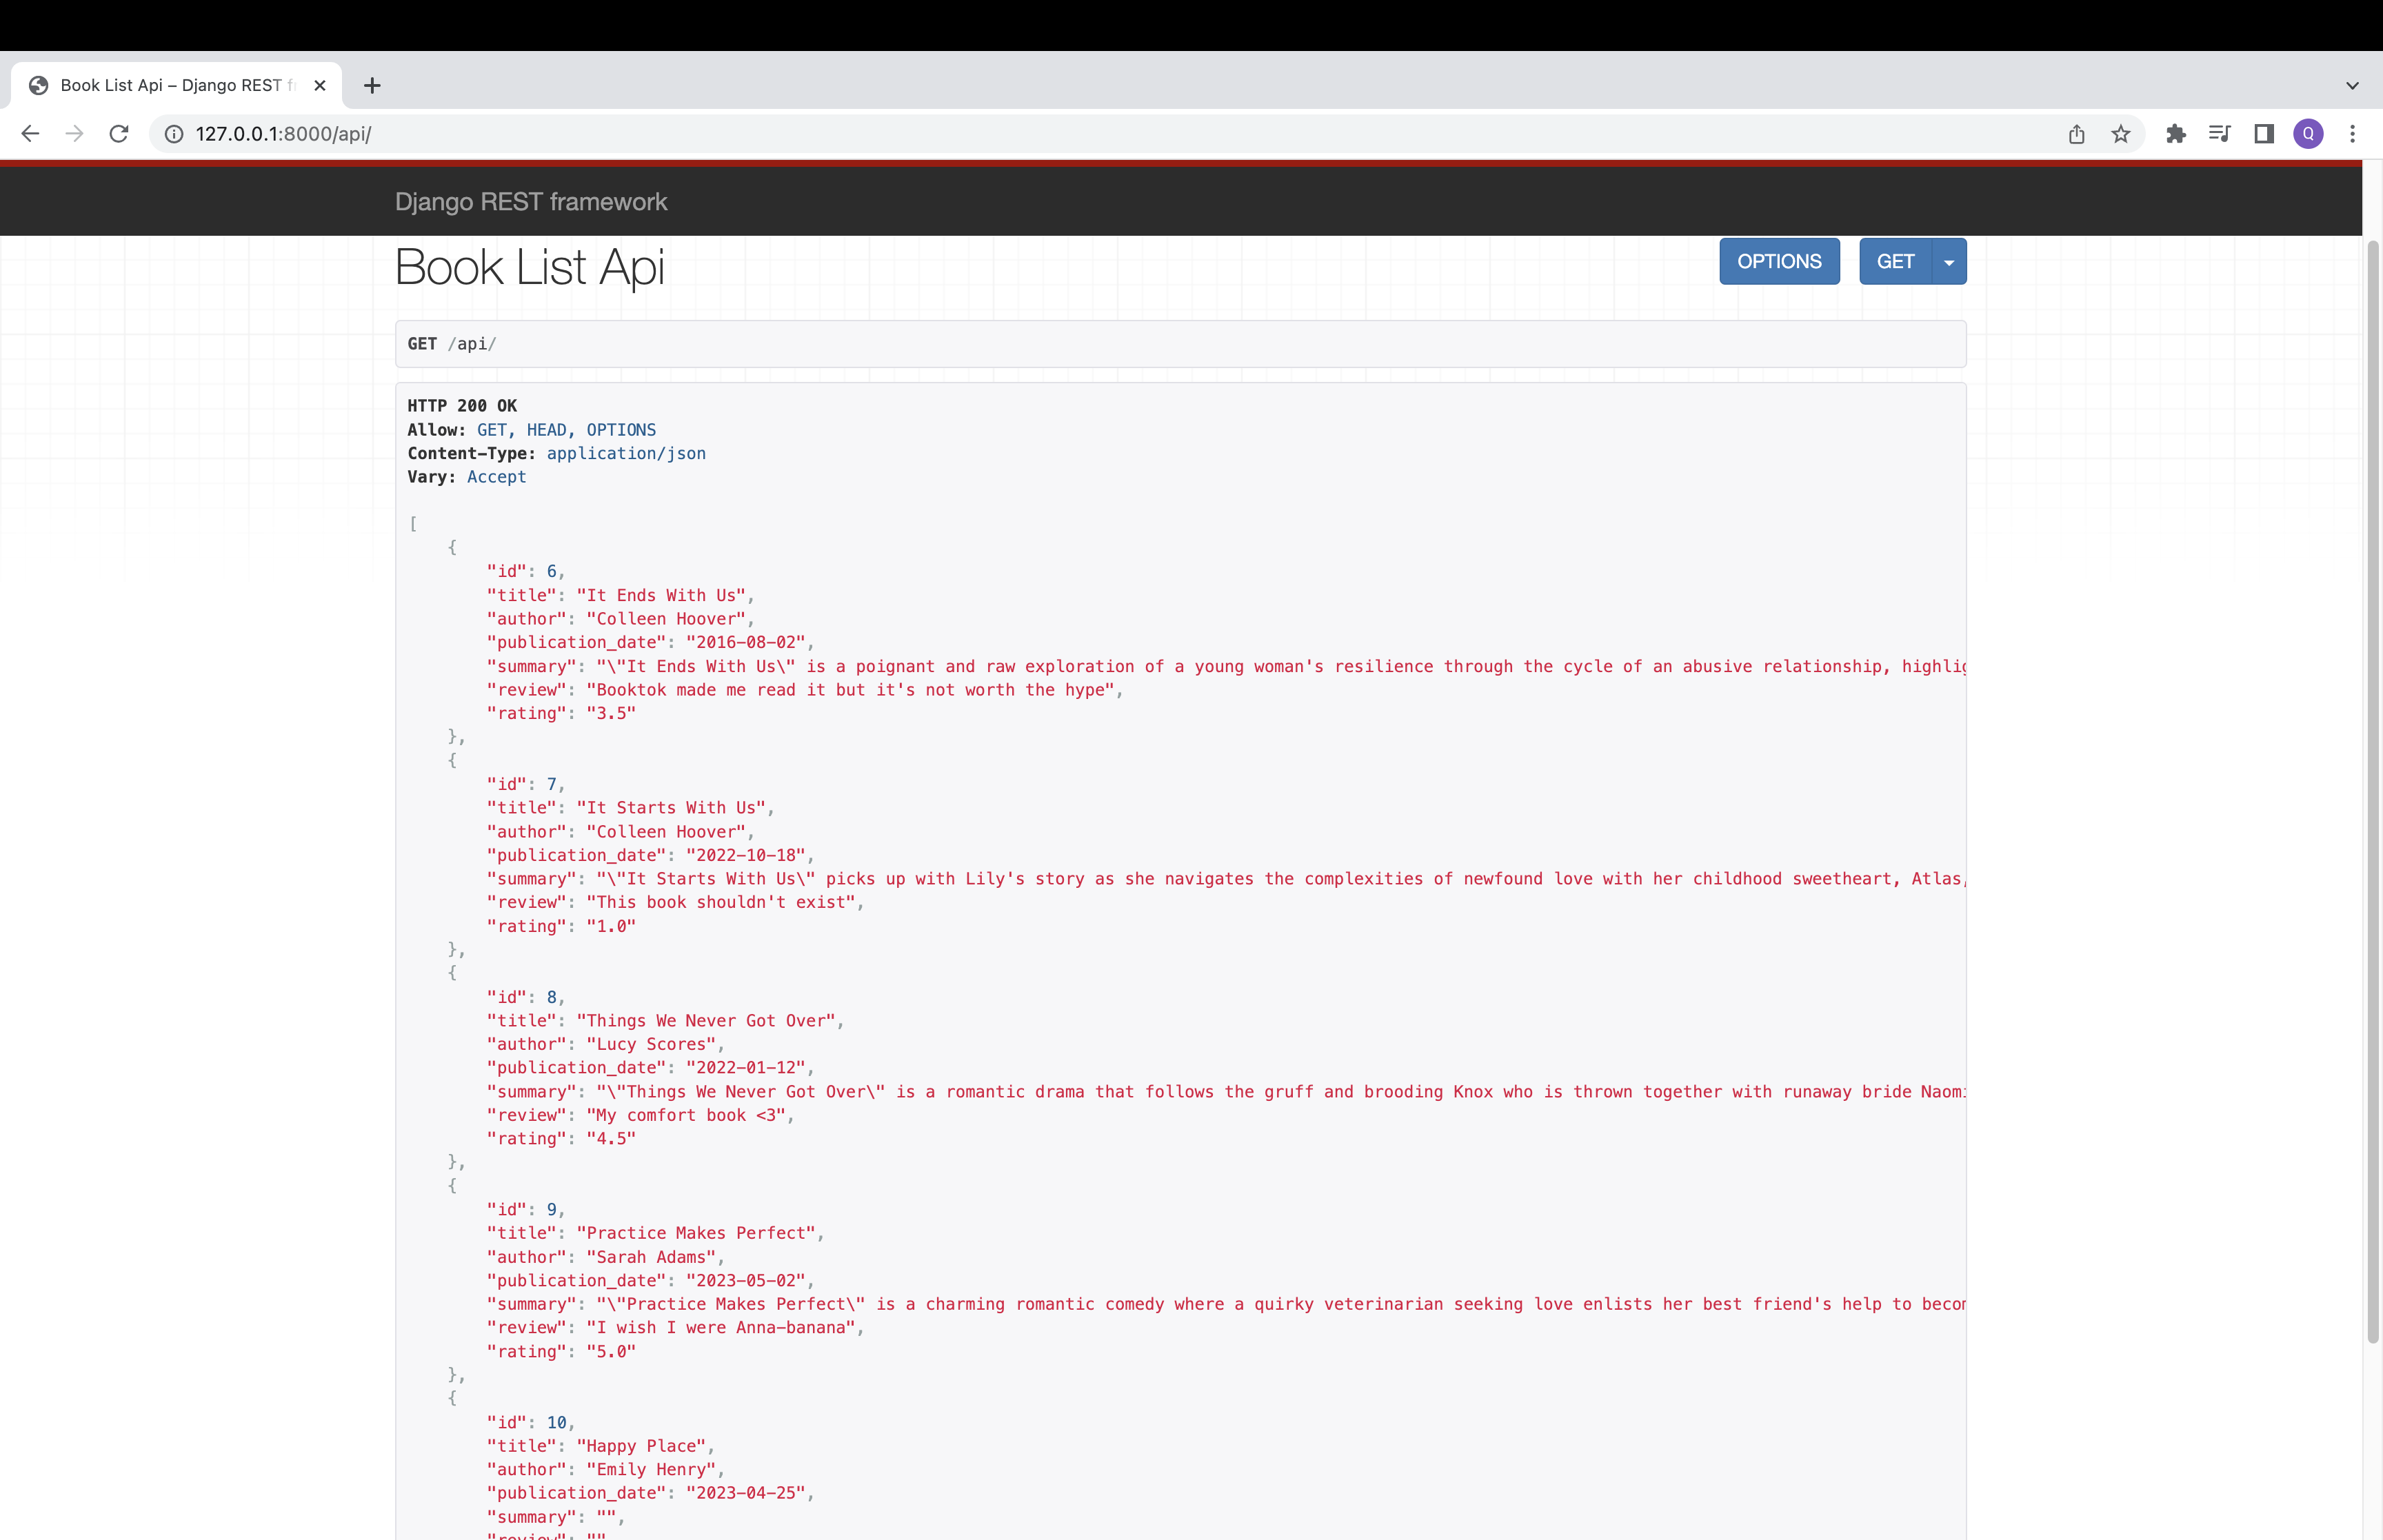 Book List Api – Django REST
127.0.0.1:8000/api/
Q
Django REST framework
Book List Api
OPTIONS
GET
GET /api/
HTTP 200 OK
Allow: GET, HEAD, OPTIONS
Content-Type: application/json
Vary: Accept
[
{
"id": 6,
"title": "It Ends With Us",
"author": "Colleen Hoover",
"publication_date": "2016-08-02",
"summary": "\"It Ends With Us\" is a poignant and raw exploration of a young woman's resilience through the cycle of an abusive relationship,
"review": "Booktok made me read it but it's not worth the hype",
"rating": "3.5"
},
{
"id": 7,
"title": "It Starts With Us",
"author": "Colleen Hoover",
"publication_date": "2022-10-18",
"summary": "\"It Starts With Us\" picks up with Lily's story as she navigates the complexities of newfound love with her childhood sweetheart, Atlas,
"review": "This book shouldn't exist",
"rating": "1.0"
},
{
"id": 8,
"title": "Things We Never Got Over",
"author": "Lucy Scores",
"publication_date": "2022-01-12",
"summary": "\"Things We Never Got Over\" is a romantic drama that follows the gruff and brooding Knox who is thrown together with runaway bride Naomi
"review": "My comfort book <3",
"rating": "4.5"
},
{
"id": 9,
"title": "Practice Makes Perfect",
"author": "Sarah Adams",
"publication_date": "2023-05-02",
"summary": "\"Practice Makes Perfect\" is a charming romantic comedy where a quirky veterinarian seeking love enlists her best friend's help to
"review": "I wish I were Anna-banana",
"rating": "5.0"
},
{
"id": 10,
"title": "Happy Place",
"author": "Emily Henry",
"publication_date": "2023-04-25",
"summary": "",